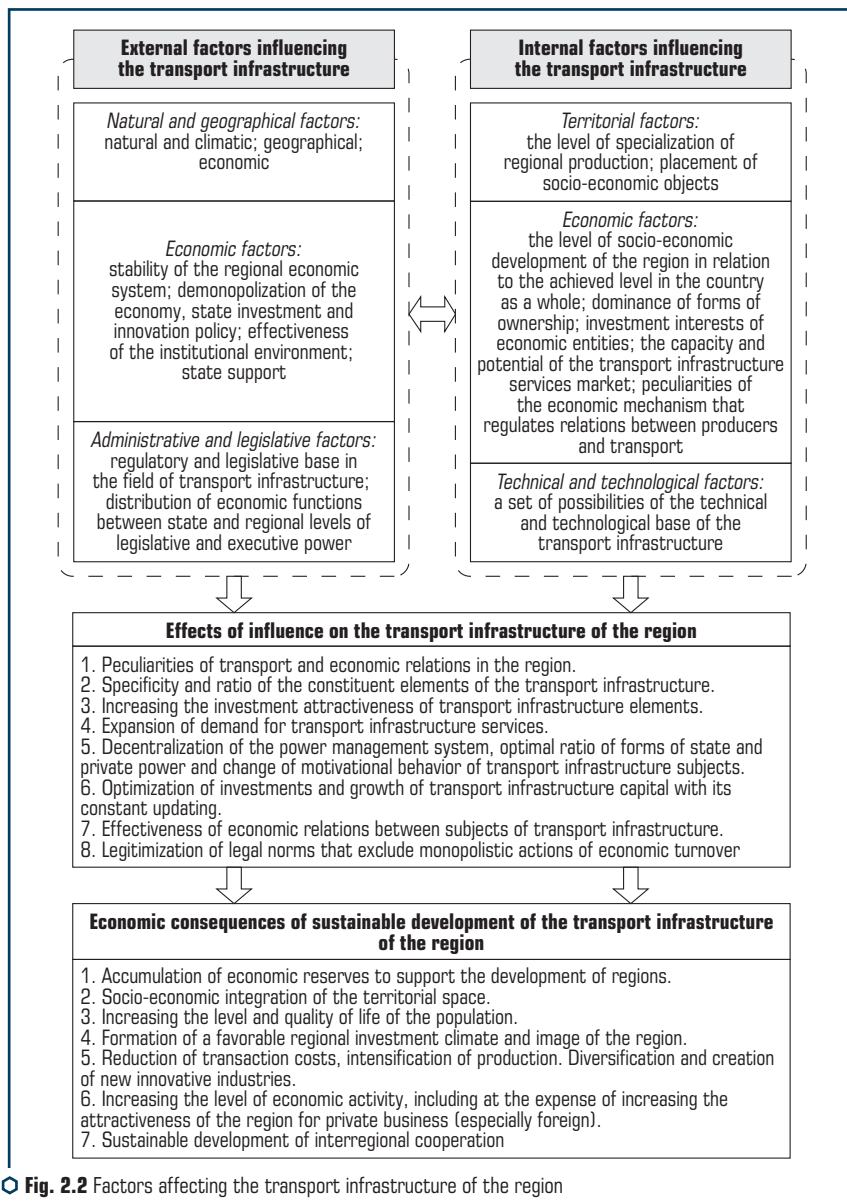 External factors influencing
the transport infrastructure
Natural and geographical factors:
natural and climatic; geographical;
economic
Economic factors:
stability of the regional economic
system; demonopolization of the
economy, state investment and
innovation policy; effectiveness
of the institutional environment;
state support
Administrative and legislative factors:
regulatory and legislative base in
the field of transport infrastructure;
distribution of economic functions
between state and regional levels of
legislative and executive power
Internal factors influencing
the transport infrastructure
Territorial factors:
the level of specialization of
regional production; placement of
socio-economic objects
Economic factors:
the level of socio-economic
development of the region in relation
to the achieved level in the country
as a whole; dominance of forms of
ownership; investment interests of
economic entities; the capacity and
potential of the transport infrastructure
services market; peculiarities of
the economic mechanism that
regulates relations between producers
and transport
Technical and technological factors:
a set of possibilities of the technical
and technological base of the
transport infrastructure
Effects of influence on the transport infrastructure of the region
1. Peculiarities of transport and economic relations in the region.
2. Specificity and ratio of the constituent elements of the transport infrastructure.
3. Increasing the investment attractiveness of transport infrastructure elements.
4. Expansion of demand for transport infrastructure services.
5. Decentralization of the power management system, optimal ratio of forms of state and
private power and change of motivational behavior of transport infrastructure subjects.
6. Optimization of investments and growth of transport infrastructure capital with its
constant updating.
7. Effectiveness of economic relations between subjects of transport infrastructure.
8. Legitimization of legal norms that exclude monopolistic actions of economic turnover
Economic consequences of sustainable development of the transport infrastructure
of the region
1. Accumulation of economic reserves to support the development of regions.
2. Socio-economic integration of the territorial space.
3. Increasing the level and quality of life of the population.
4. Formation of a favorable regional investment climate and image of the region.
5. Reduction of transaction costs, intensification of production. Diversification and creation
of new innovative industries.
6. Increasing the level of economic activity, including at the expense of increasing the
attractiveness of the region for private business (especially foreign).
7. Sustainable development of interregional cooperation
Fig. 2.2 Factors affecting the transport infrastructure of the region